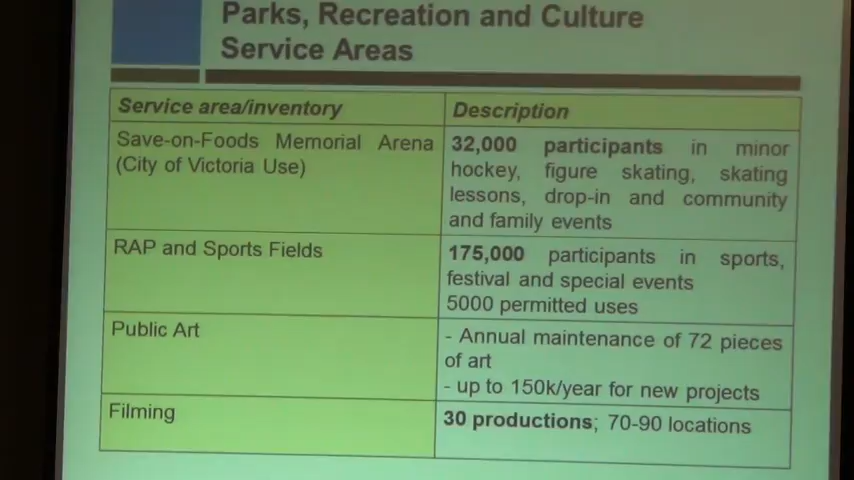 Parks, Recreation and Culture
Service Areas
Service area/inventory
Description
Save-on-Foods Memorial Arena
(City of Victoria Use)
32,000 participants in minor
hockey, figure skating, skating
lessons, drop-in and community
and family events
RAP and Sports Fields
175,000 participants in sports,
festival and special events
5000 permitted uses
Public Art
- Annual maintenance of 72 pieces
of art
- up to 150k/year for new projects
Filming
30 productions; 70-90 locations